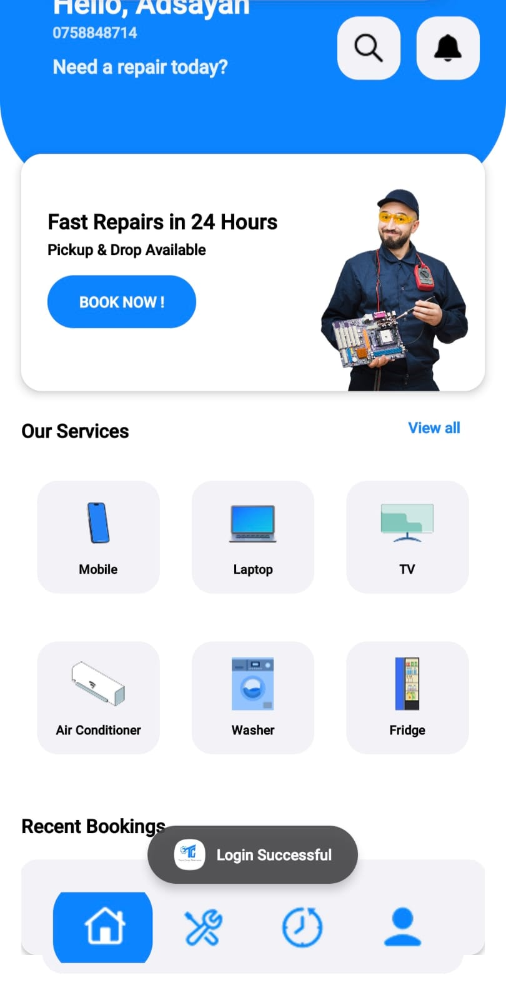 Hello, Adsayan
0758848714
Need a repair today?
Fast Repairs in 24 Hours
Pickup & Drop Available
BOOK NOW !
Our Services
View all
Mobile
Laptop
TV
Air Conditioner
Washer
Fridge
Recent Bookings
TC
Login Successful